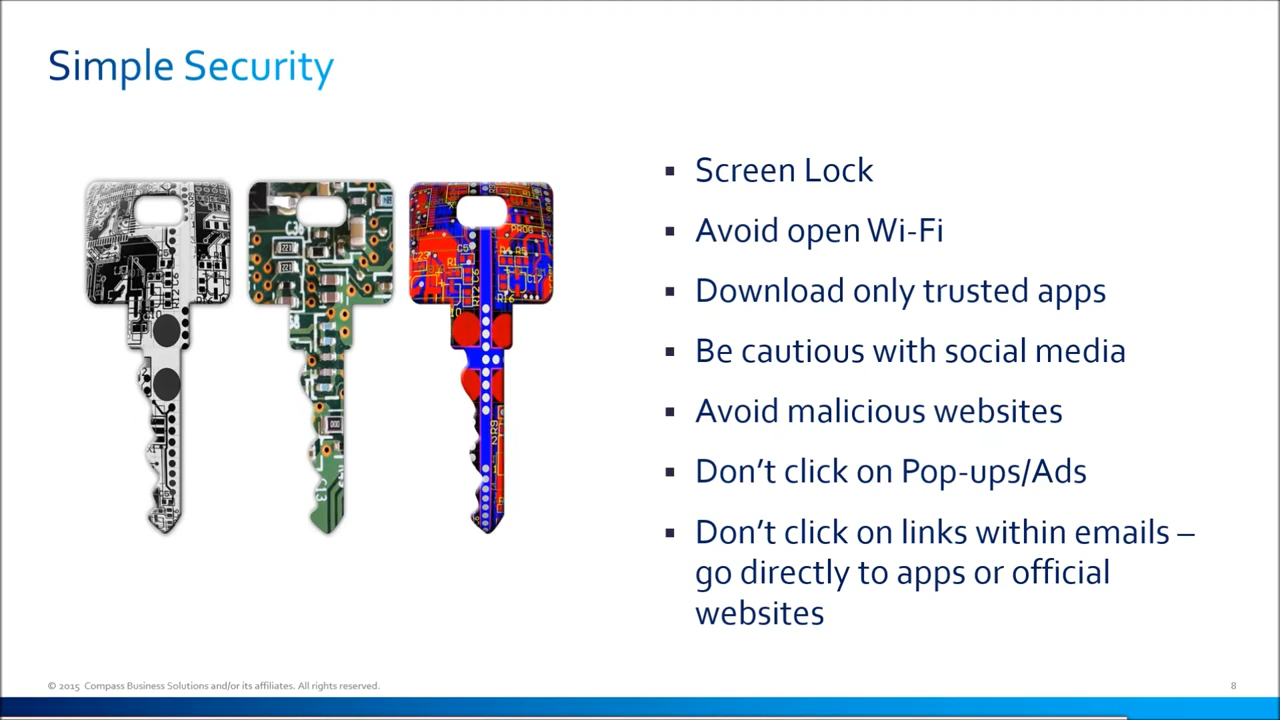 Simple Security
▪ Screen Lock
▪ Avoid open Wi-Fi
▪ Download only trusted apps
▪ Be cautious with social media
▪ Avoid malicious websites
▪ Don’t click on Pop-ups/Ads
▪ Don’t click on links within emails –
go directly to apps or official
websites
© 2015 Compass Business Solutions and/or its affiliates. All rights reserved.
8